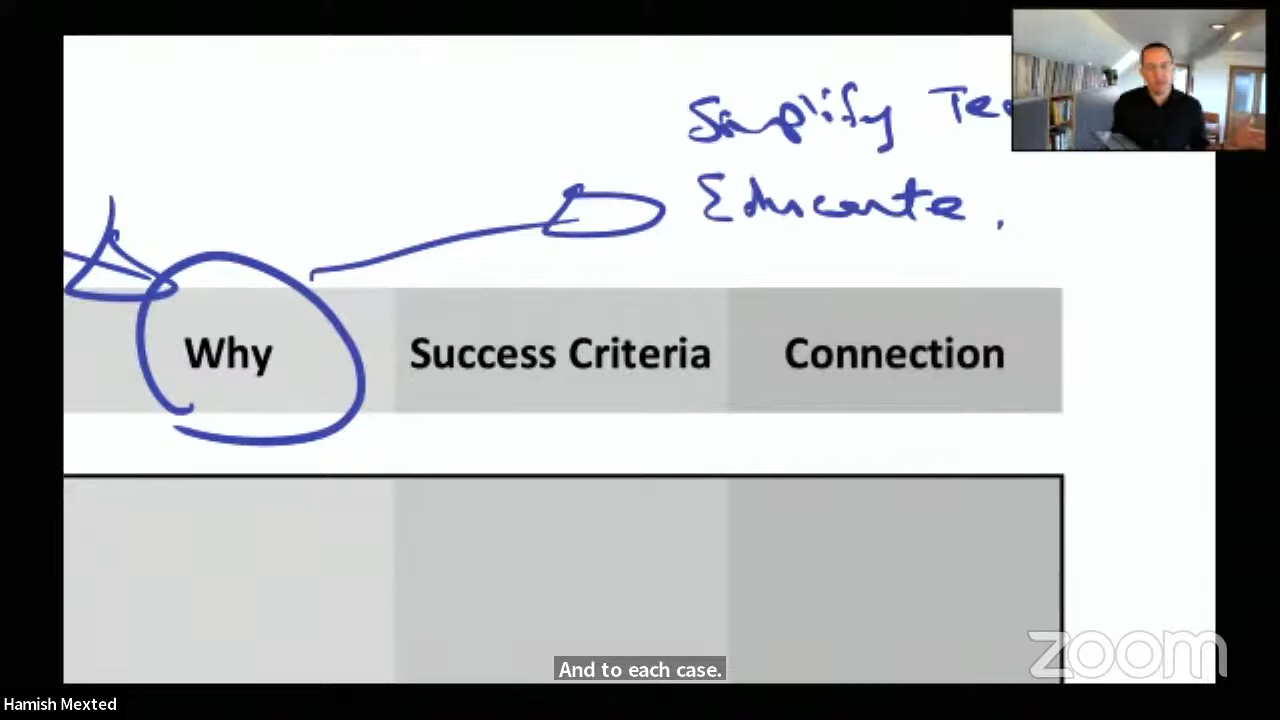 Simplify
Educate.
Why
Success Criteria
Connection
zoom
And to each case.
Hamish Mexted